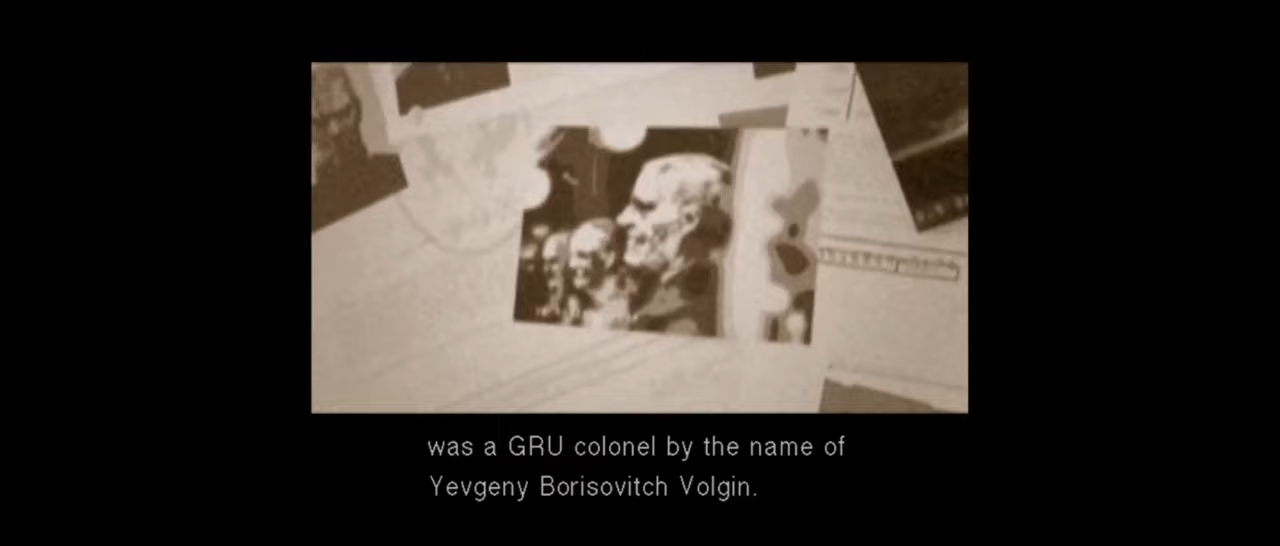 was a GRU colonel by the name of
Yevgeny Borisovitch Volgin.